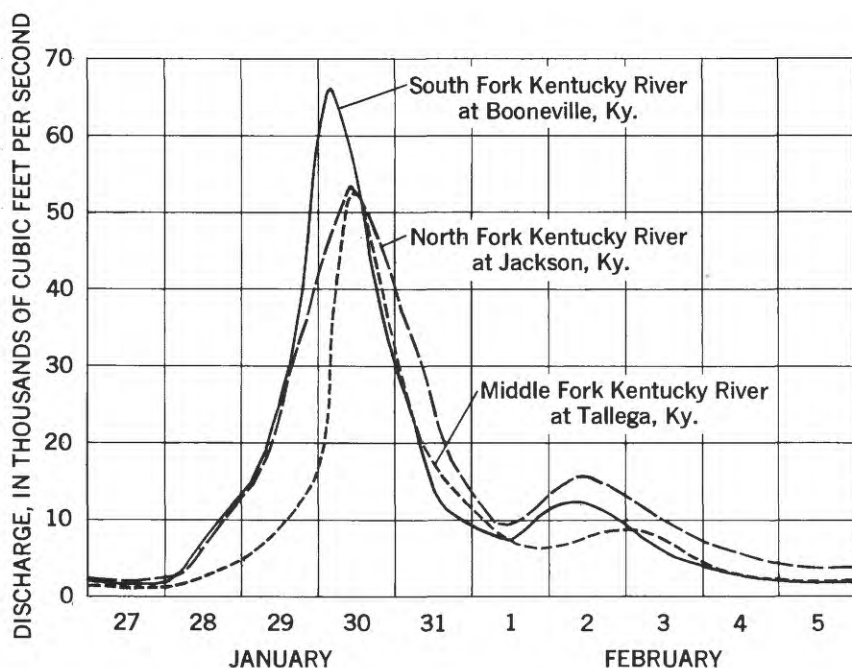 DISCHARGE, IN THOUSANDS OF CUBIC FEET PER SECOND
70
60
50
40
30
20
10
0
South Fork Kentucky River
at Booneville, Ky.
North Fork Kentucky River
at Jackson, Ky.
Middle Fork Kentucky River
at Tallega, Ky.
27 28 29 30 31 1 2 3 4 5
JANUARY FEBRUARY